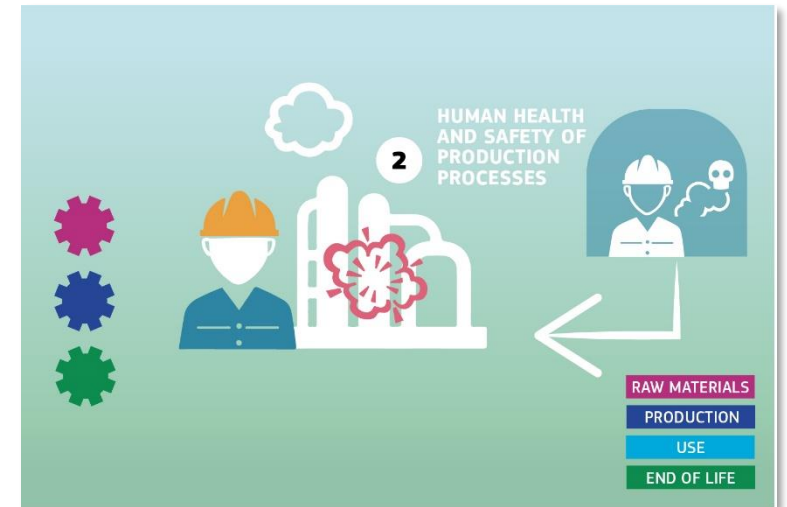 HUMAN HEALTH
AND SAFETY OF
PRODUCTION
PROCESSES
2
RAW MATERIALS
PRODUCTION
USE
END OF LIFE